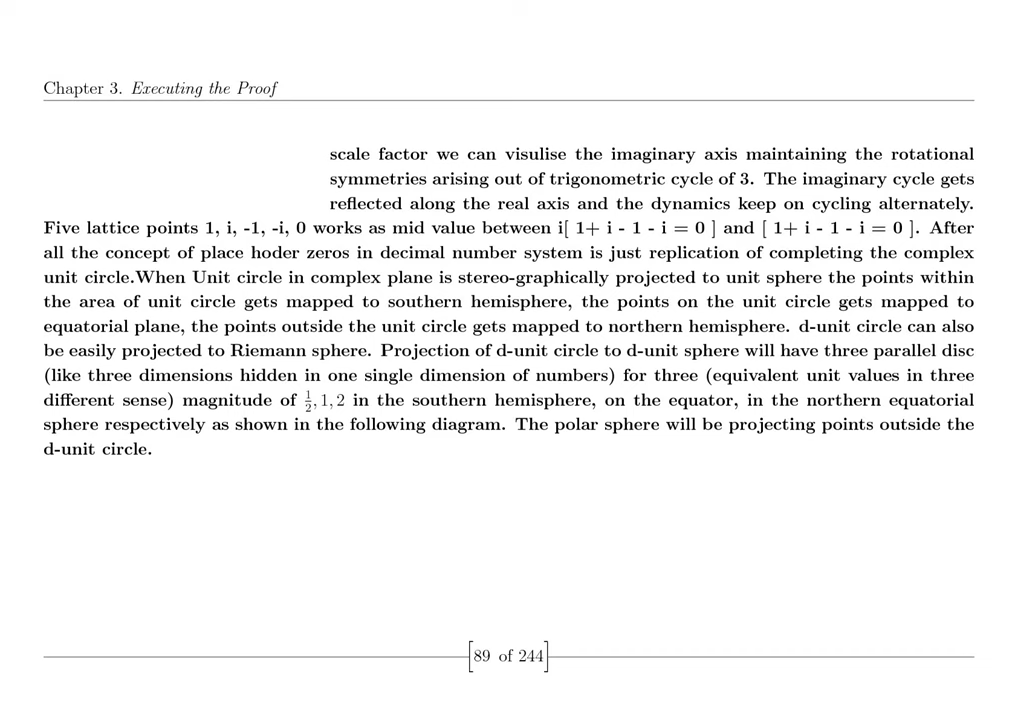 Chapter 3. Executing the Proof
scale factor we can visulise the imaginary axis maintaining the rotational
symmetries arising out of trigonometric cycle of 3. The imaginary cycle gets
reflected along the real axis and the dynamics keep on cycling alternately.
Five lattice points 1, i, -1, -i, 0 works as mid value between i[ 1+ i - 1 - i = 0 ] and [ 1+ i - 1 - i = 0 ]. After
all the concept of place hoder zeros in decimal number system is just replication of completing the complex
unit circle.When Unit circle in complex plane is stereo-graphically projected to unit sphere the points within
the area of unit circle gets mapped to southern hemisphere, the points on the unit circle gets mapped to
equatorial plane, the points outside the unit circle gets mapped to northern hemisphere. d-unit circle can also
be easily projected to Riemann sphere. Projection of d-unit circle to d-unit sphere will have three parallel disc
(like three dimensions hidden in one single dimension of numbers) for three (equivalent unit values in three
different sense) magnitude of 1/2, 1, 2 in the southern hemisphere, on the equator, in the northern equatorial
sphere respectively as shown in the following diagram. The polar sphere will be projecting points outside the
d-unit circle.
[89 of 244]